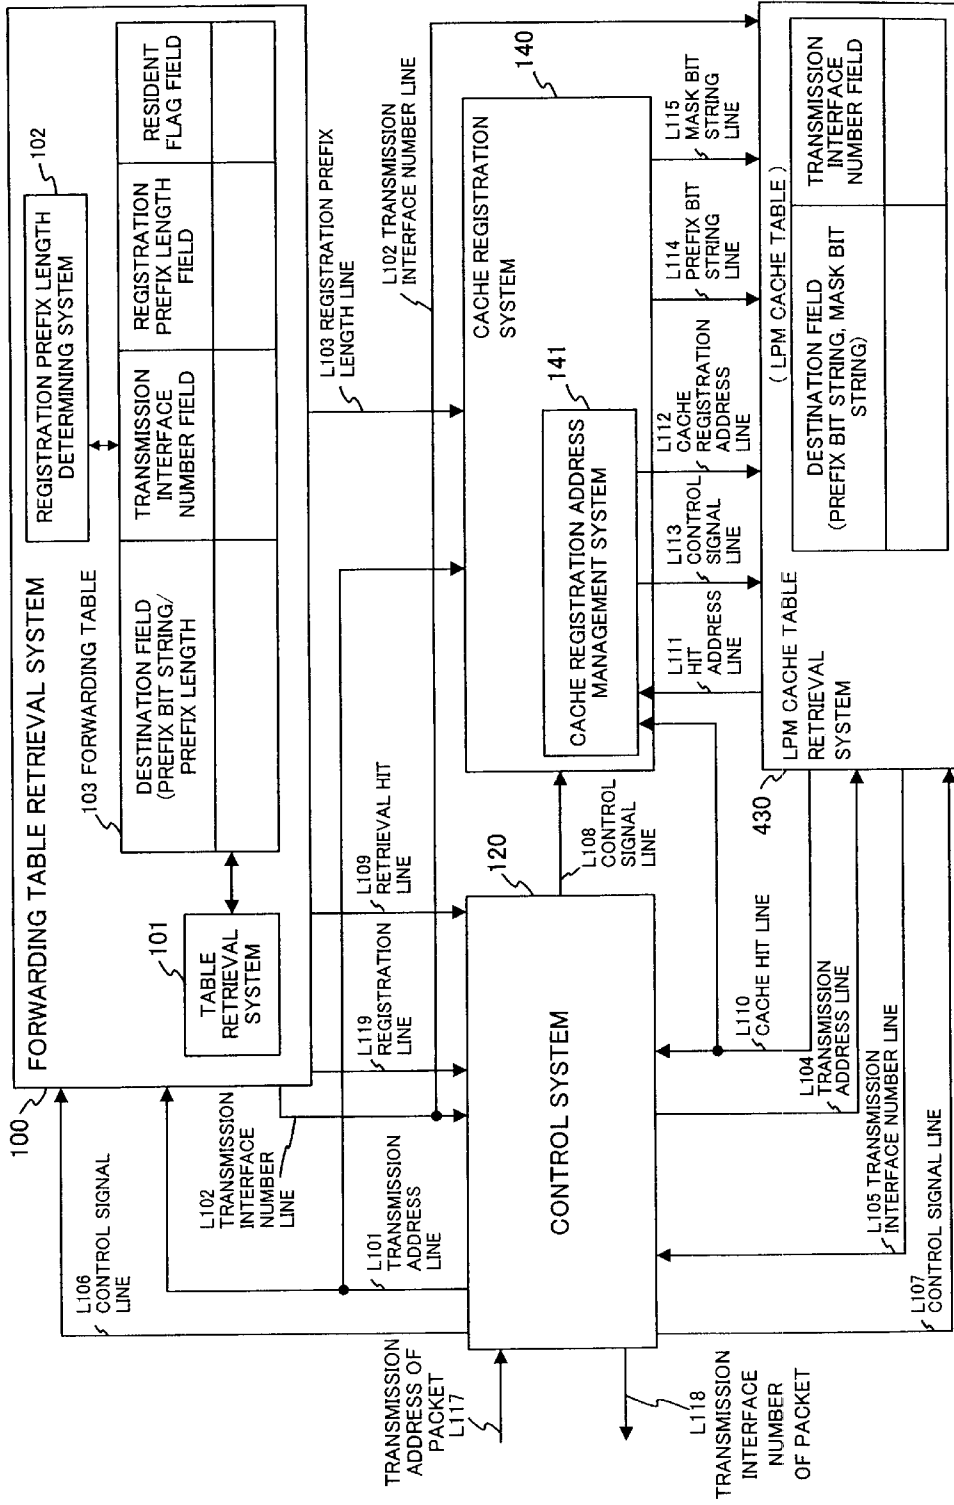 100
FORWARDING TABLE RETRIEVAL SYSTEM
101
TABLE
RETRIEVAL
SYSTEM
103 FORWARDING TABLE
REGISTRATION PREFIX LENGTH
DETERMINING SYSTEM
102
DESTINATION FIELD
(PREFIX BIT STRING/
PREFIX LENGTH
TRANSMISSION
INTERFACE
NUMBER FIELD
REGISTRATION
PREFIX LENGTH
FIELD
RESIDENT
FLAG FIELD
L106
CONTROL SIGNAL
LINE
L102
TRANSMISSION
INTERFACE
NUMBER
LINE
L101
TRANSMISSION
ADDRESS
LINE
L119
REGISTRATION
LINE
L109
RETRIEVAL HIT
LINE
L103 REGISTRATION PREFIX
LENGTH LINE
L102 TRANSMISSION
INTERFACE NUMBER LINE
TRANSMISSION
ADDRESS OF
PACKET
L117
L118
TRANSMISSION
INTERFACE
NUMBER
OF PACKET
CONTROL SYSTEM
120
L108
CONTROL
SIGNAL
LINE
CACHE REGISTRATION
SYSTEM
140
CACHE REGISTRATION ADDRESS
MANAGEMENT SYSTEM
141
L110
CACHE HIT LINE
L104
TRANSMISSION
ADDRESS LINE
L105 TRANSMISSION
INTERFACE NUMBER LINE
L107
CONTROL SIGNAL LINE
L111
HIT
ADDRESS
LINE
L113
CONTROL
SIGNAL
LINE
L112
CACHE
REGISTRATION
ADDRESS
LINE
L114
PREFIX BIT
STRING
LINE
L115
MASK BIT
STRING
LINE
430
LPM CACHE TABLE
RETRIEVAL
SYSTEM
( LPM CACHE TABLE )
DESTINATION FIELD
(PREFIX BIT STRING, MASK BIT
STRING)
TRANSMISSION
INTERFACE
NUMBER FIELD